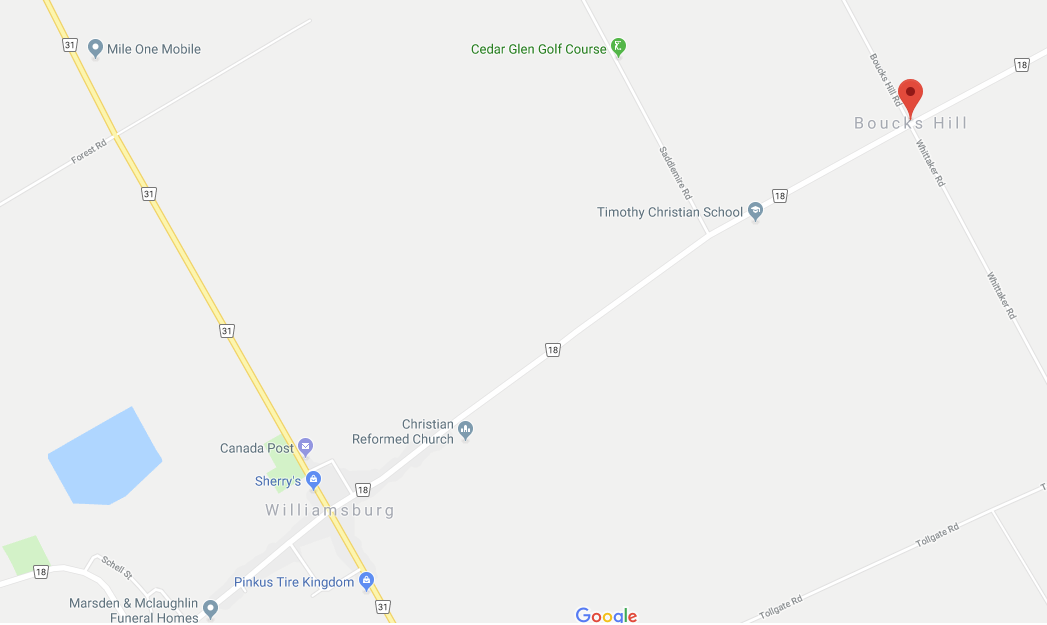 31
Mile One Mobile
Cedar Glen Golf Course
Boucks Hill Rd
18
Boucks Hill
Forest Rd
Saddlemire Rd
Whittaker Rd
31
18
Timothy Christian School
Whittaker Rd
31
18
Christian
Reformed Church
Canada Post
Sherry's
18
Williamsburg
Tollgate Rd
18
Schell St
Pinkus Tire Kingdom
31
Marsden & Mclaughlin
Funeral Homes
Tollgate Rd
Google